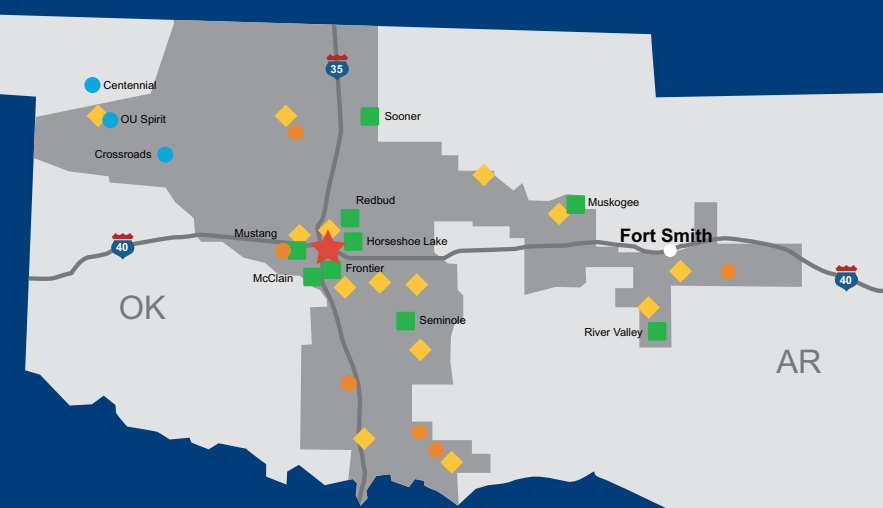 35
Centennial
Sooner
OU Spirit
Crossroads
Redbud
Muskogee
Mustang
Horseshoe Lake
Fort Smith
40
Frontier
McClain
40
OK
Seminole
River Valley
AR